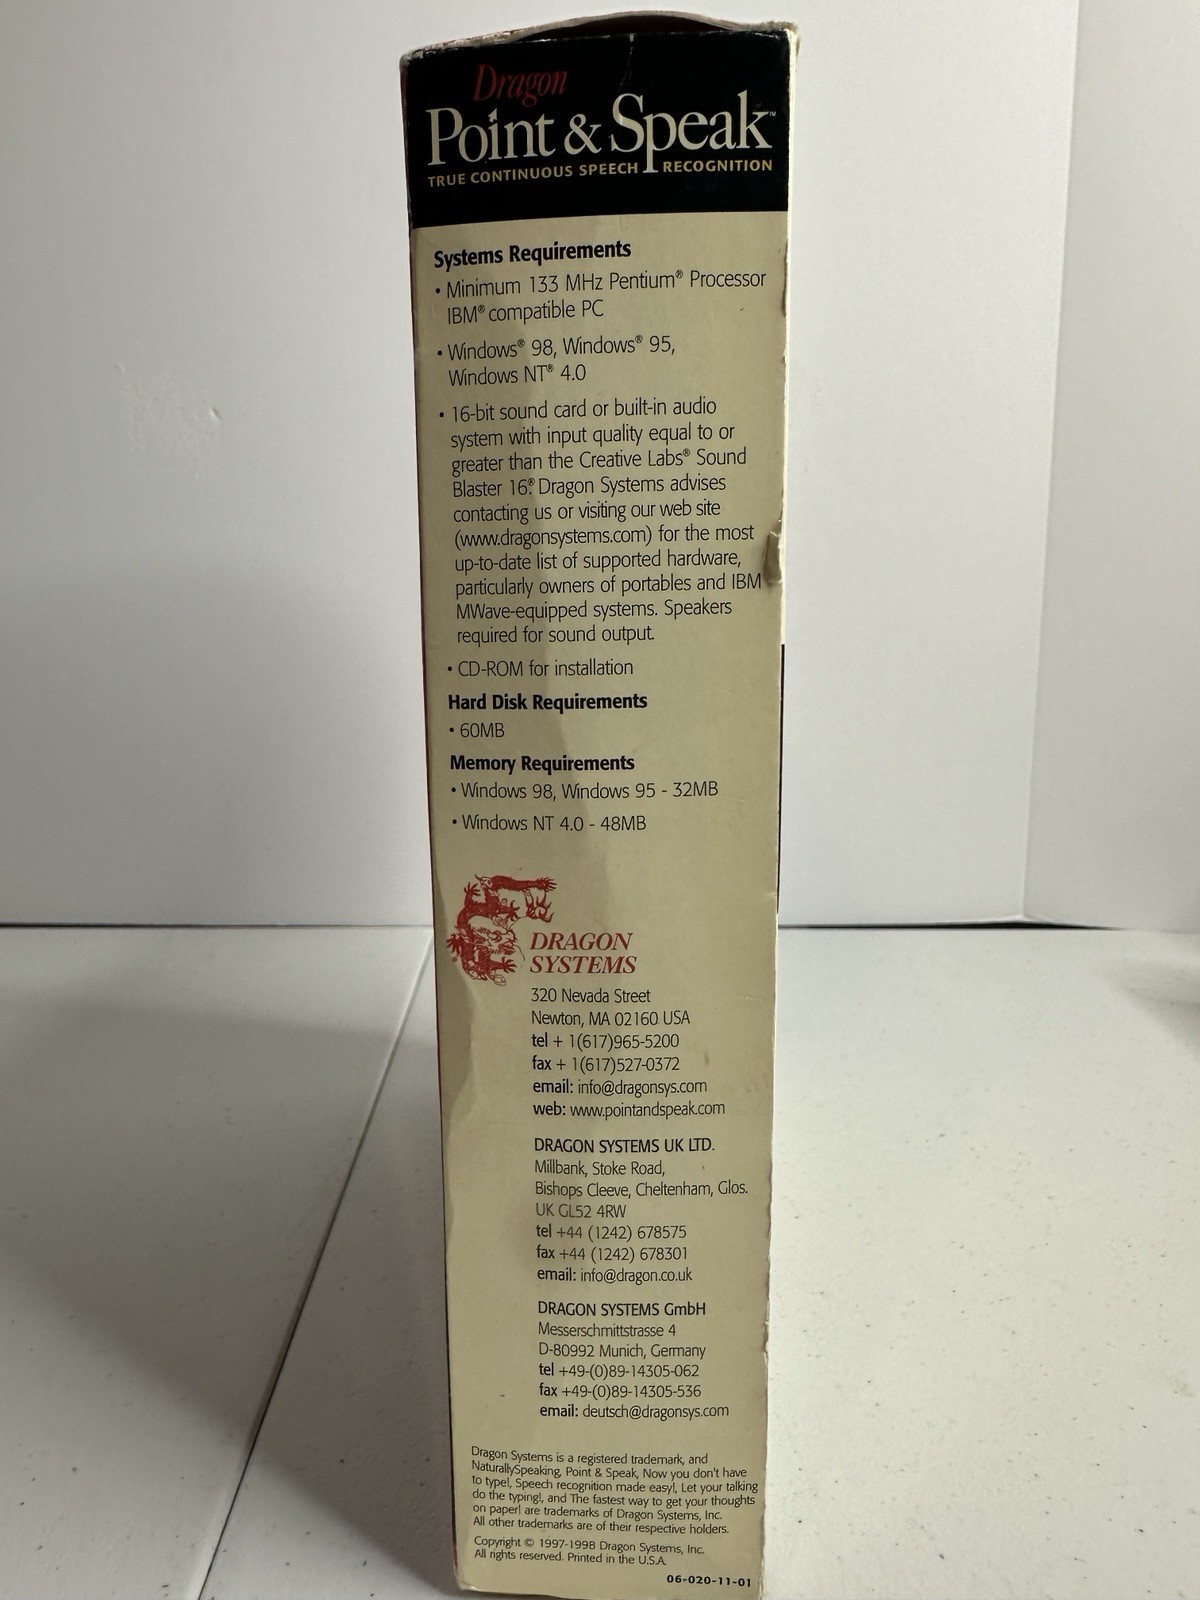 Dragon
Point & Speak™
TRUE CONTINUOUS SPEECH RECOGNITION
Systems Requirements
• Minimum 133 MHz Pentium® Processor
IBM® compatible PC
• Windows® 98, Windows® 95,
Windows NT® 4.0
• 16-bit sound card or built-in audio
system with input quality equal to or
greater than the Creative Labs® Sound
Blaster 16®. Dragon Systems advises
contacting us or visiting our web site
(www.dragonsystems.com) for the most
up-to-date list of supported hardware,
particularly owners of portables and IBM
MWave-equipped systems. Speakers
required for sound output.
• CD-ROM for installation
Hard Disk Requirements
• 60MB
Memory Requirements
• Windows 98, Windows 95 - 32MB
• Windows NT 4.0 - 48MB
DRAGON
SYSTEMS
320 Nevada Street
Newton, MA 02160 USA
tel + 1(617)965-5200
fax + 1(617)527-0372
email: info@dragonsys.com
web: www.pointandspeak.com
DRAGON SYSTEMS UK LTD.
Millbank, Stoke Road,
Bishops Cleeve, Cheltenham, Glos.
UK GL52 4RW
tel +44 (1242) 678575
fax +44 (1242) 678301
email: info@dragon.co.uk
DRAGON SYSTEMS GmbH
Messerschmittstrasse 4
D-80992 Munich, Germany
tel +49-(0)89-14305-062
fax +49-(0)89-14305-536
email: deutsch@dragonsys.com
Dragon Systems is a registered trademark, and
NaturallySpeaking, Point & Speak, Now you don't have
to type!, Speech recognition made easy!, Let your talking
do the typing!, and The fastest way to get your thoughts
on paper! are trademarks of Dragon Systems, Inc.
All other trademarks are of their respective holders.
Copyright © 1997-1998 Dragon Systems, Inc.
All rights reserved. Printed in the U.S.A.
06-020-11-01